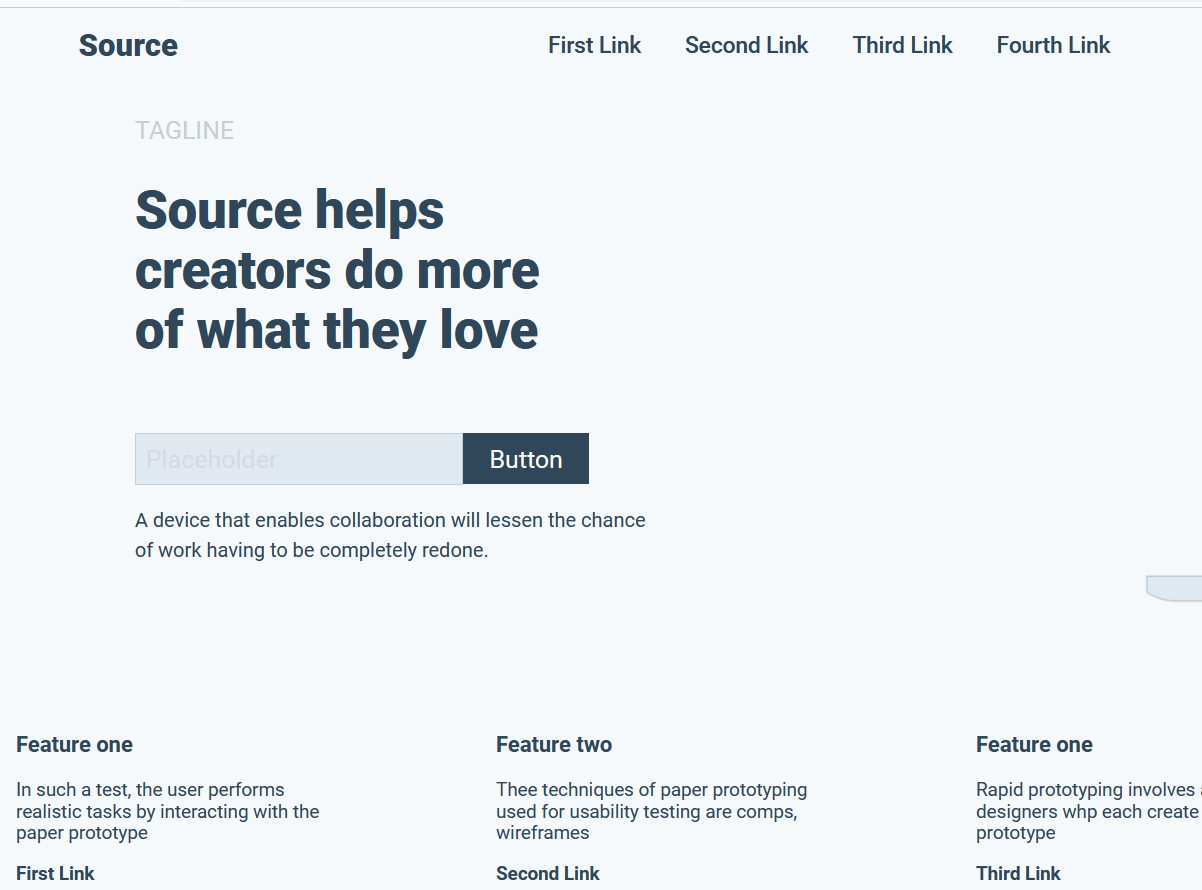 Source
First Link Second Link Third Link Fourth Link
TAGLINE
Source helps
creators do more
of what they love
Placeholder
Button
A device that enables collaboration will lessen the chance
of work having to be completely redone.
Feature one
In such a test, the user performs
realistic tasks by interacting with the
paper prototype
First Link
Feature two
Thee techniques of paper prototyping
used for usability testing are comps,
wireframes
Second Link
Feature one
Rapid prototyping involves
designers whp each create
prototype
Third Link